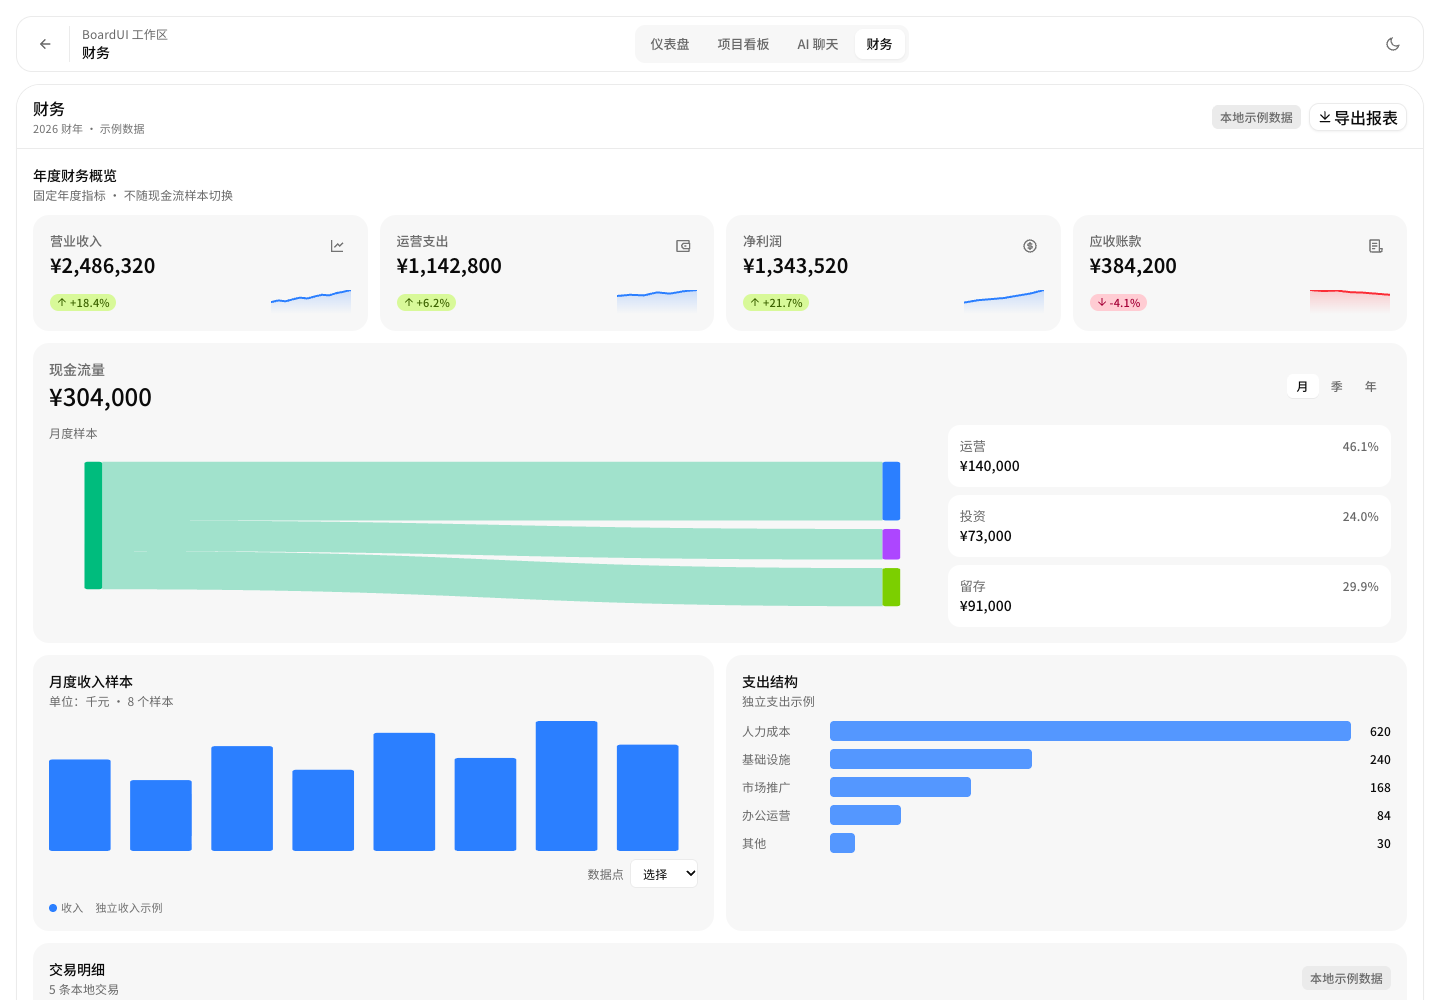 BoardUI 工作区
财务
仪表盘
项目看板
AI 聊天
财务
财务
2026 财年 • 示例数据
本地示例数据
导出报表
年度财务概览
固定年度指标 • 不随现金流样本切换
营业收入
¥2,486,320
+18.4%
运营支出
¥1,142,800
+6.2%
净利润
¥1,343,520
+21.7%
应收账款
¥384,200
-4.1%
现金流量
¥304,000
月
季
年
月度样本
运营
46.1%
¥140,000
投资
24.0%
¥73,000
留存
29.9%
¥91,000
月度收入样本
单位：千元 • 8 个样本
数据点
选择
收入
独立收入示例
支出结构
独立支出示例
人力成本
620
基础设施
240
市场推广
168
办公运营
84
其他
30
交易明细
5 条本地交易
本地示例数据